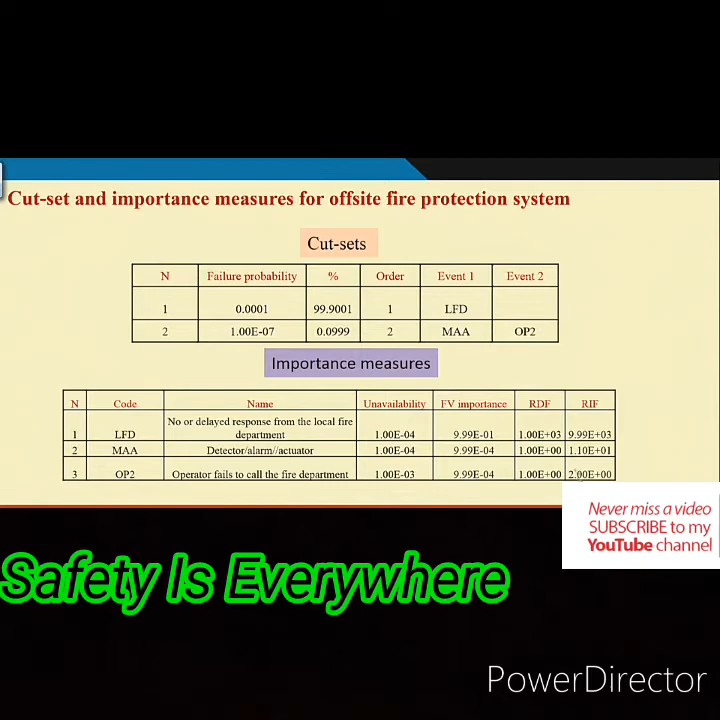 Cut-set and importance measures for offsite fire protection system
Cut-sets
N Failure probability % Order Event 1 Event 2
1 0.0001 99.9001 1 LFD
2 1.00E-07 0.0999 2 MAA OP2
Importance measures
N Code Name Unavailability FV importance RDF RIF
No or delayed response from the local fire
1 LFD department 1.00E-04 9.99E-01 1.00E+03 9.99E+03
2 MAA Detector/alarm//actuator 1.00E-04 9.99E-04 1.00E+00 1.10E+01
3 OP2 Operator fails to call the fire department 1.00E-03 9.99E-04 1.00E+00 2.00E+00
Never miss a video
SUBSCRIBE to my
YouTube channel
Safety Is Everywhere
PowerDirector